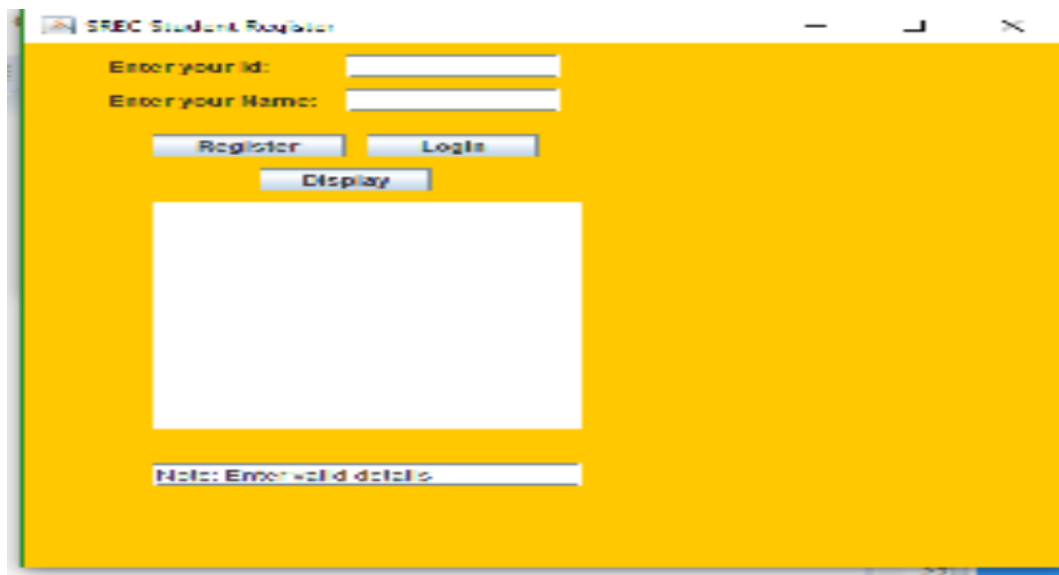 SREC Student Register
Enter your Id:
Enter your Name:
Register Login
Display
Note: Enter valid details